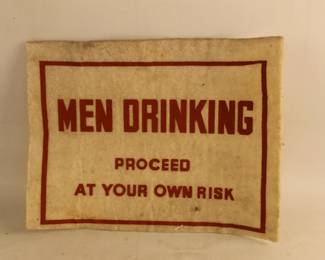 MEN DRINKING
PROCEED
AT YOUR OWN RISK